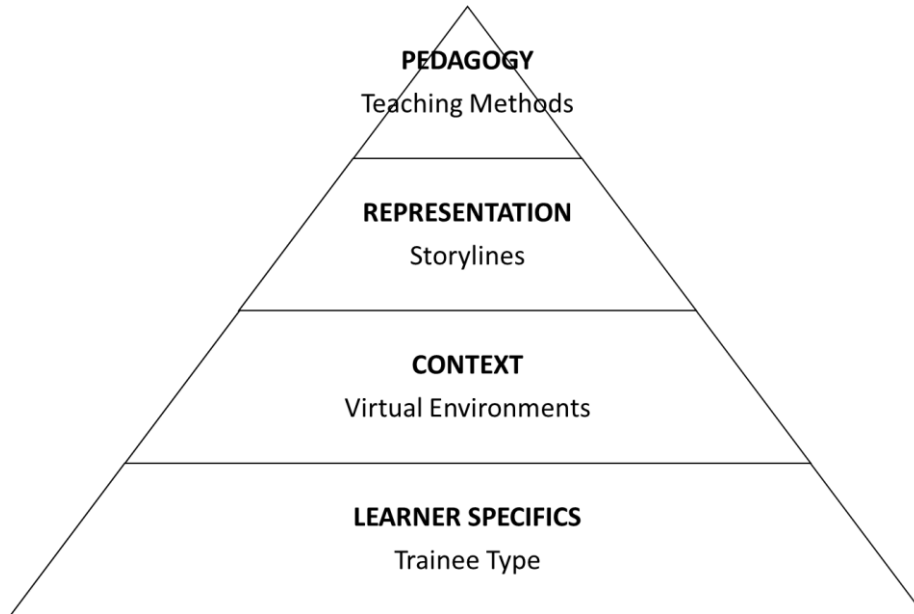 PEDAGOGY
Teaching Methods
REPRESENTATION
Storylines
CONTEXT
Virtual Environments
LEARNER SPECIFICS
Trainee Type